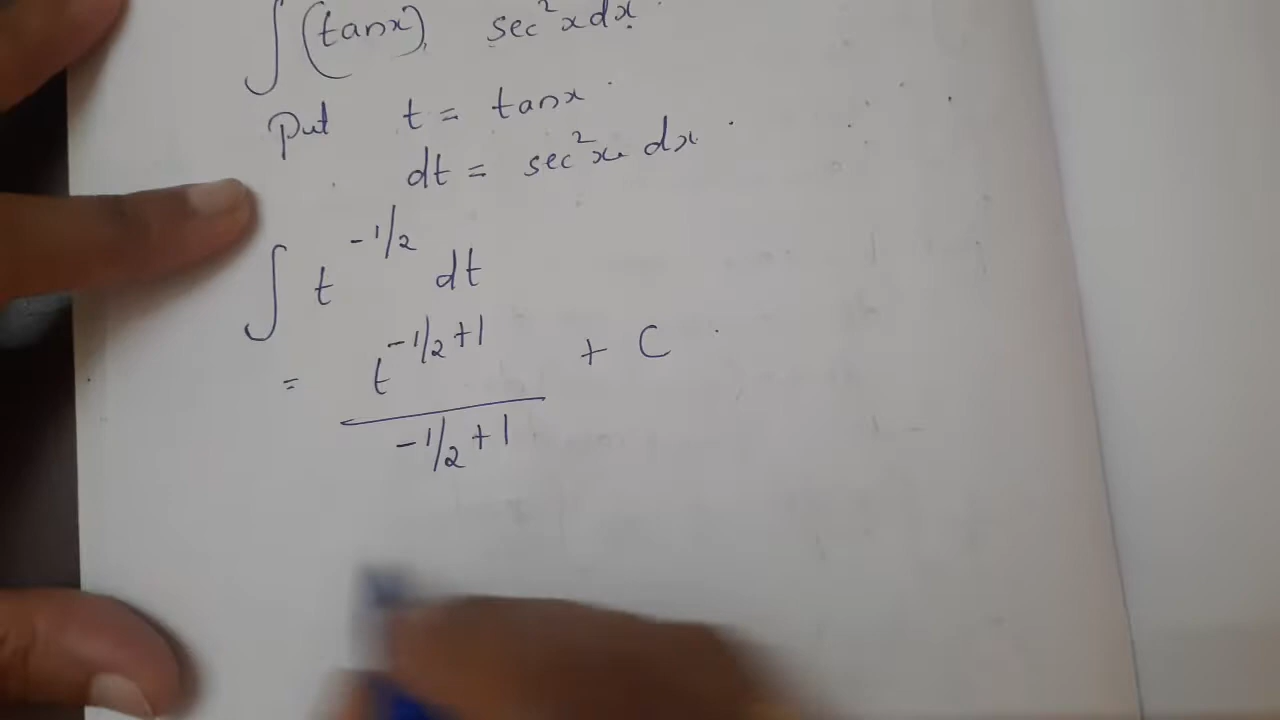 ∫(tanx) sec²x dx
Put t = tanx
dt = sec²x dx
∫ t^(-1/2) dt
= t^(-1/2+1) / (-1/2+1) + C